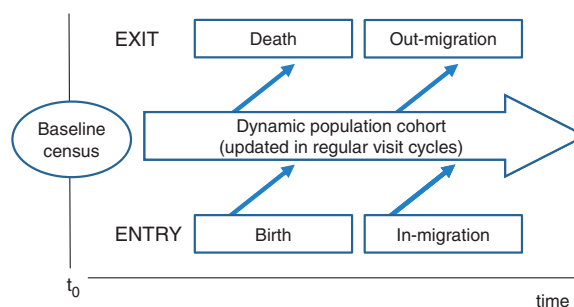 EXIT
Death
Out-migration
Baseline
census
Dynamic population cohort
(updated in regular visit cycles)
ENTRY
Birth
In-migration
t0
time